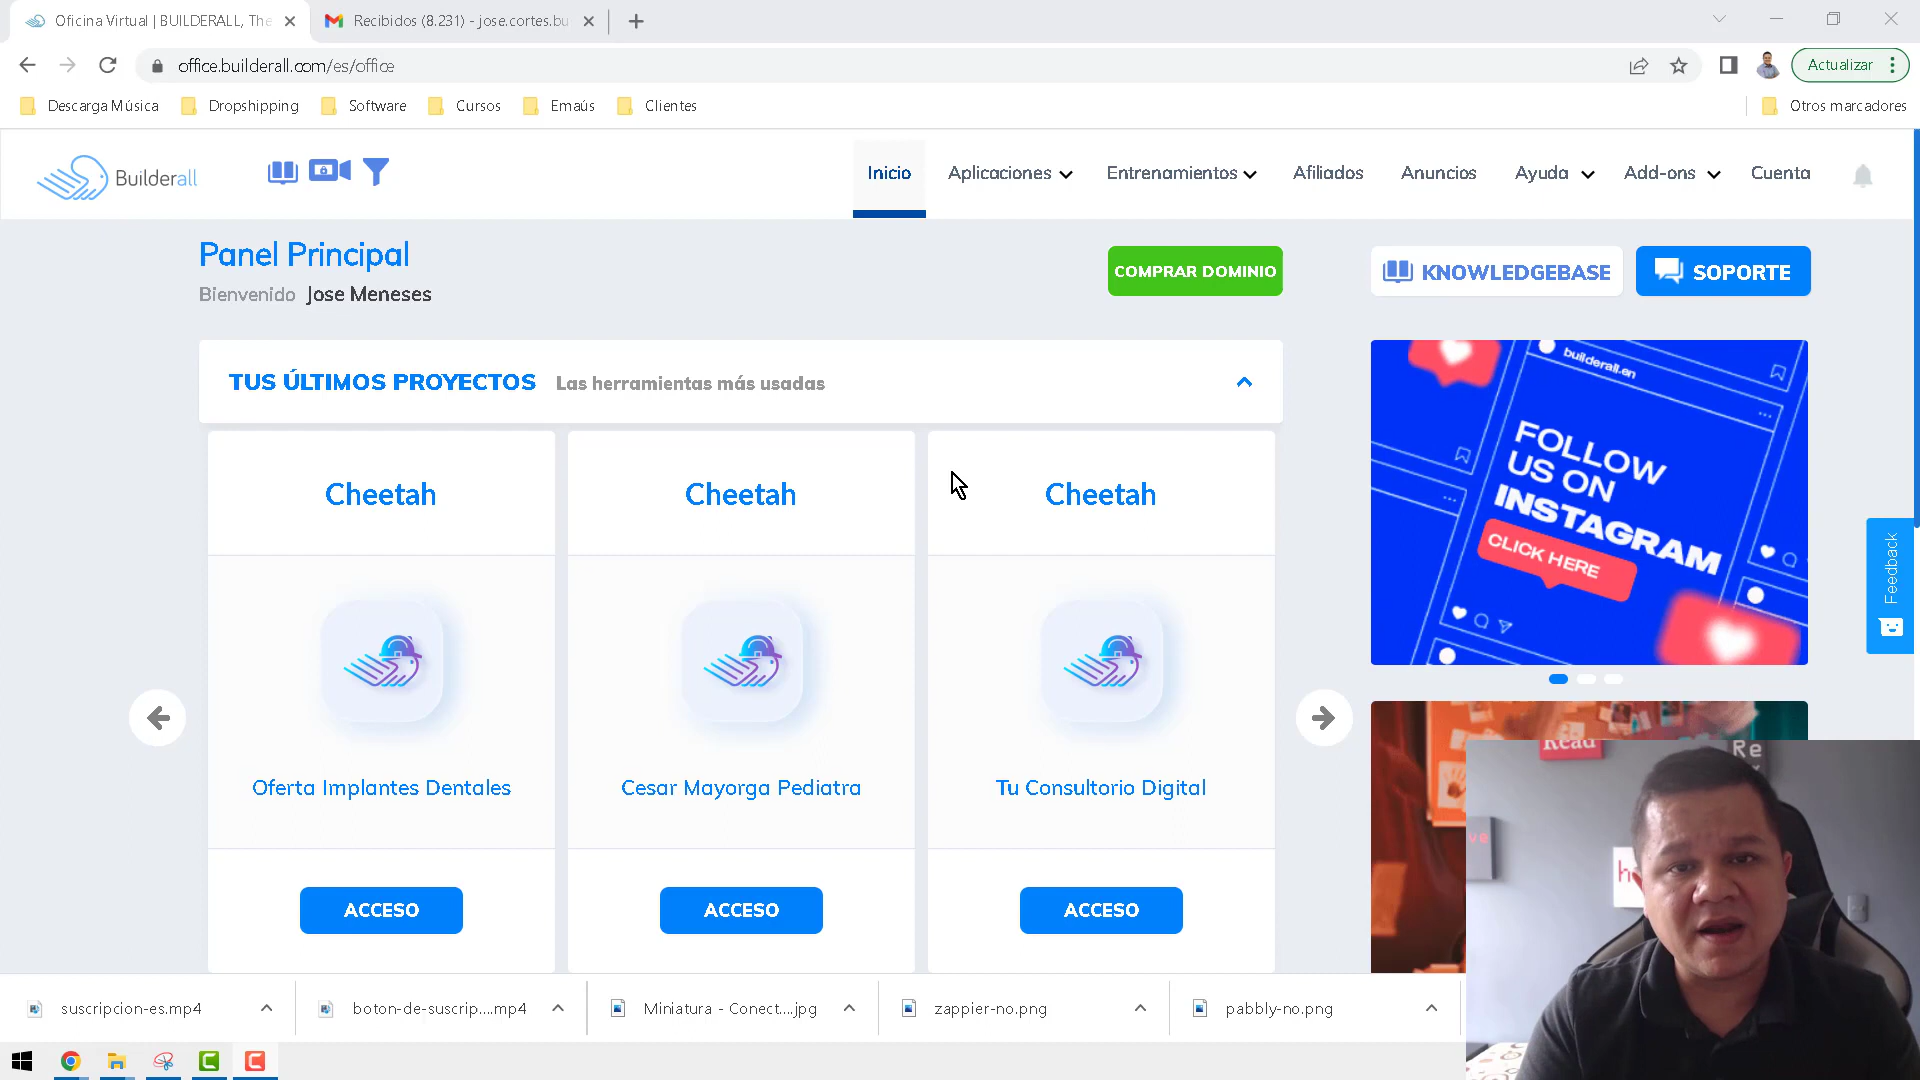 Oficina Virtual | BUILDERALL, The
Recibidos (8.231) - jose.cortes.bu
office.builderall.com/es/office
Actualizar
Descarga Música
Dropshipping
Software
Cursos
Emaús
Clientes
Otros marcadores
Builderall
Inicio
Aplicaciones
Entrenamientos
Afiliados
Anuncios
Ayuda
Add-ons
Cuenta
Panel Principal
Bienvenido Jose Meneses
COMPRAR DOMINIO
KNOWLEDGEBASE
SOPORTE
TUS ÚLTIMOS PROYECTOS
Las herramientas más usadas
builderall.en
FOLLOW
US ON
INSTAGRAM
CLICK HERE
Feedback
Cheetah
Cheetah
Cheetah
Oferta Implantes Dentales
Cesar Mayorga Pediatra
Tu Consultorio Digital
Read
Re
ACCESO
ACCESO
ACCESO
suscripcion-es.mp4
boton-de-suscrip....mp4
Miniatura - Conect....jpg
zappier-no.png
pabbly-no.png